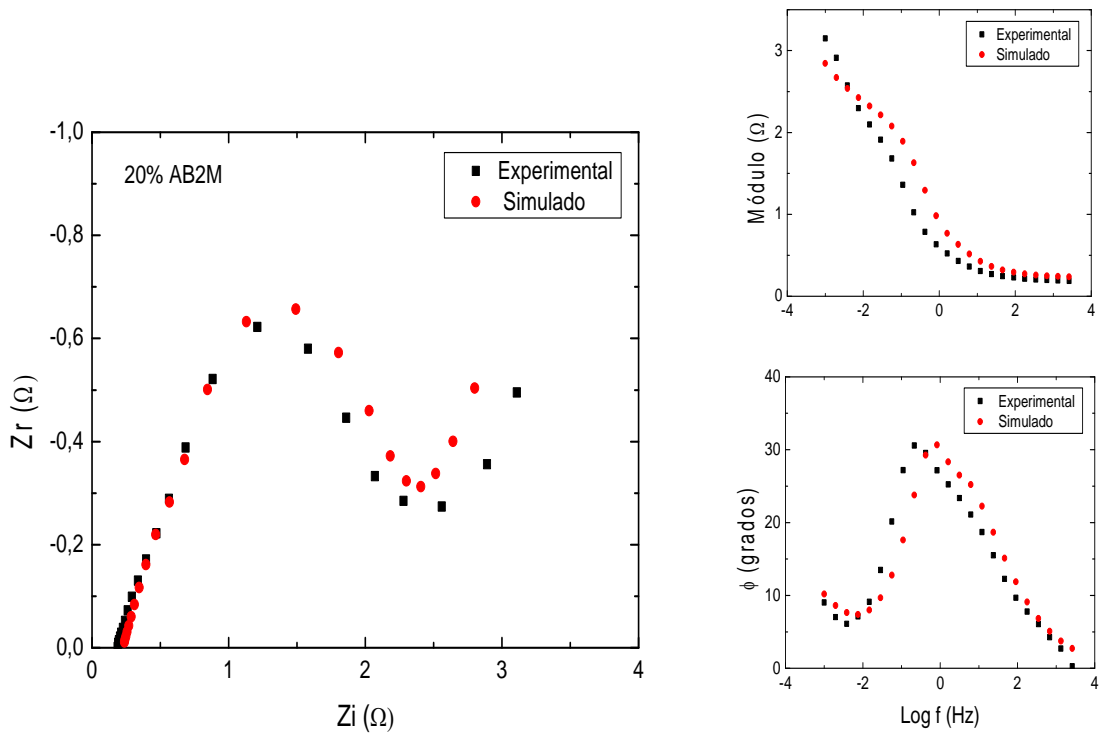 -1,0
-0,8
-0,6
-0,4
-0,2
0,0
0
1
2
3
4
Zr (Ω)
Zi (Ω)
20% AB2M
Experimental
Simulado
3
2
1
0
-4
-2
0
2
4
Módulo (Ω)
Experimental
Simulado
40
30
20
10
0
-4
-2
0
2
4
ϕ (grados)
Log f (Hz)
Experimental
Simulado